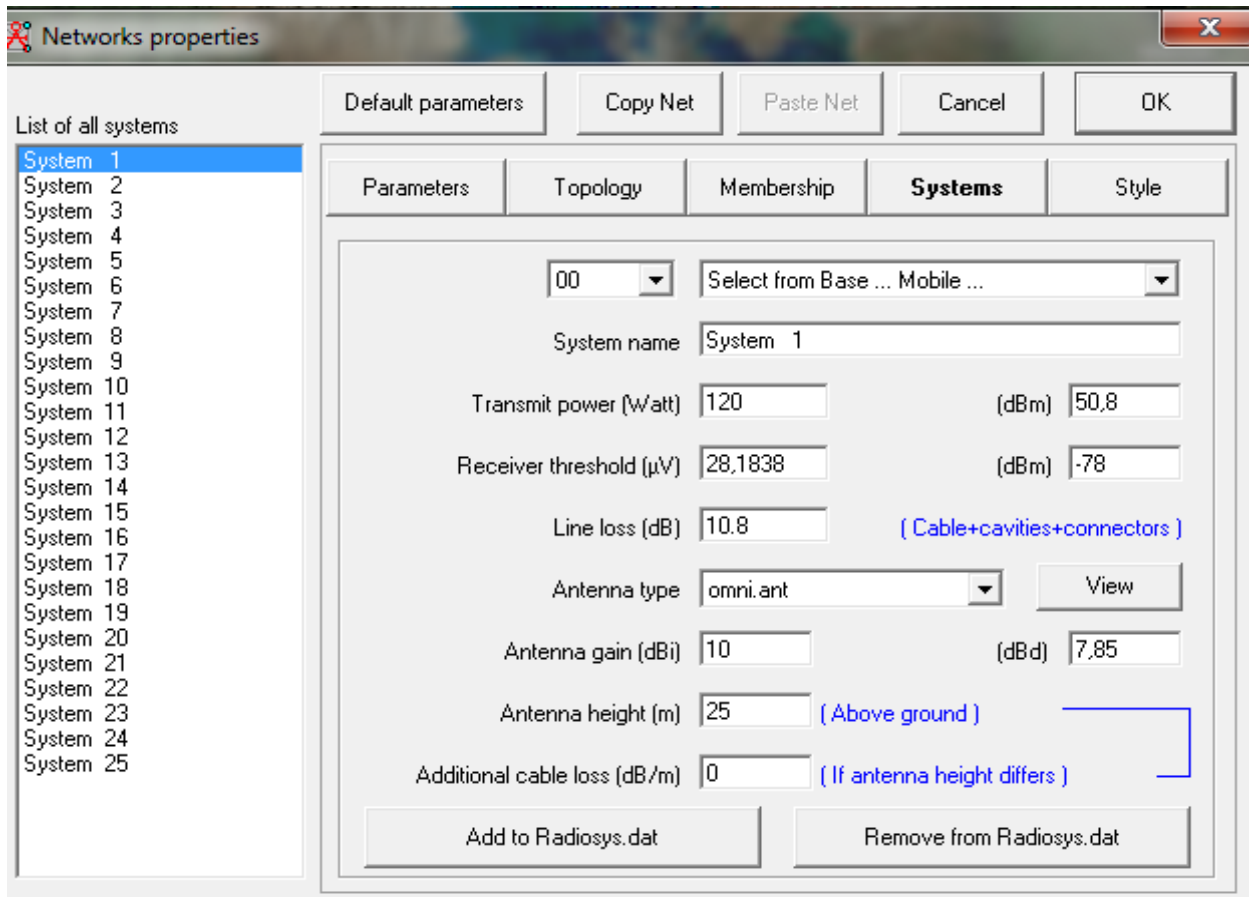 Networks properties
X
Default parameters
Copy Net
Paste Net
Cancel
OK
List of all systems
System 1
System 2
System 3
System 4
System 5
System 6
System 7
System 8
System 9
System 10
System 11
System 12
System 13
System 14
System 15
System 16
System 17
System 18
System 19
System 20
System 21
System 22
System 23
System 24
System 25
Parameters
Topology
Membership
Systems
Style
00
Select from Base ... Mobile ...
System name System 1
Transmit power (Watt) 120 (dBm) 50,8
Receiver threshold (µV) 28,1838 (dBm) -78
Line loss (dB) 10.8 ( Cable+cavities+connectors )
Antenna type omni.ant View
Antenna gain (dBi) 10 (dBd) 7,85
Antenna height (m) 25 ( Above ground )
Additional cable loss (dB/m) 0 ( If antenna height differs )
Add to Radiosys.dat
Remove from Radiosys.dat